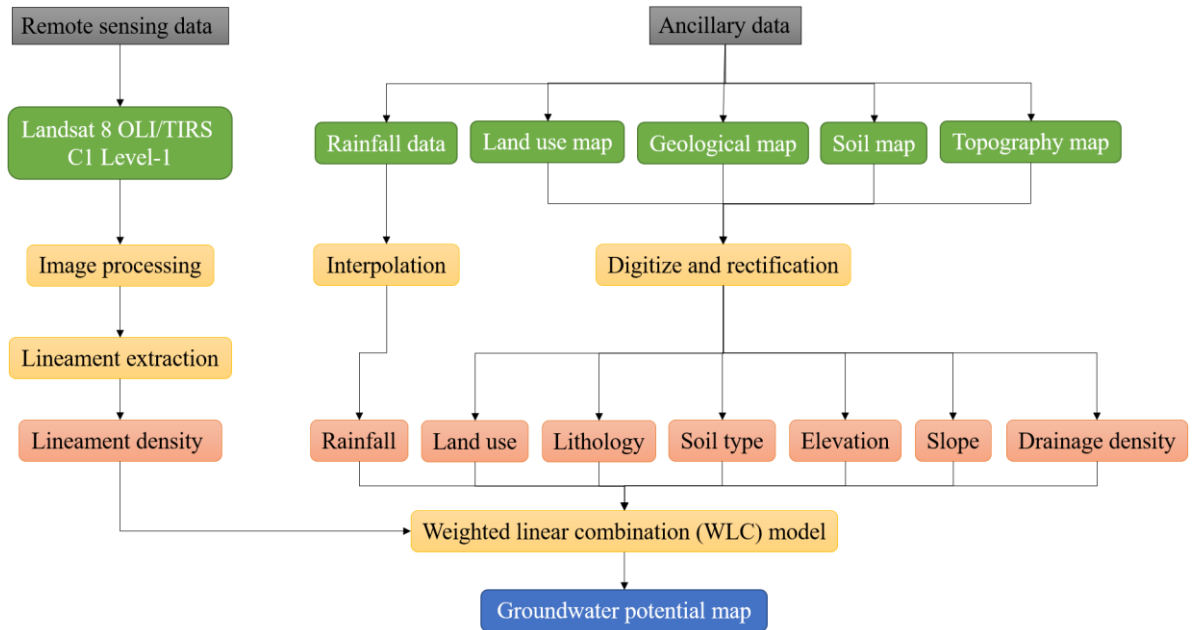 Remote sensing data
Ancillary data
Landsat 8 OLI/TIRS
C1 Level-1
Rainfall data
Land use map
Geological map
Soil map
Topography map
Image processing
Interpolation
Digitize and rectification
Lineament extraction
Lineament density
Rainfall
Land use
Lithology
Soil type
Elevation
Slope
Drainage density
Weighted linear combination (WLC) model
Groundwater potential map